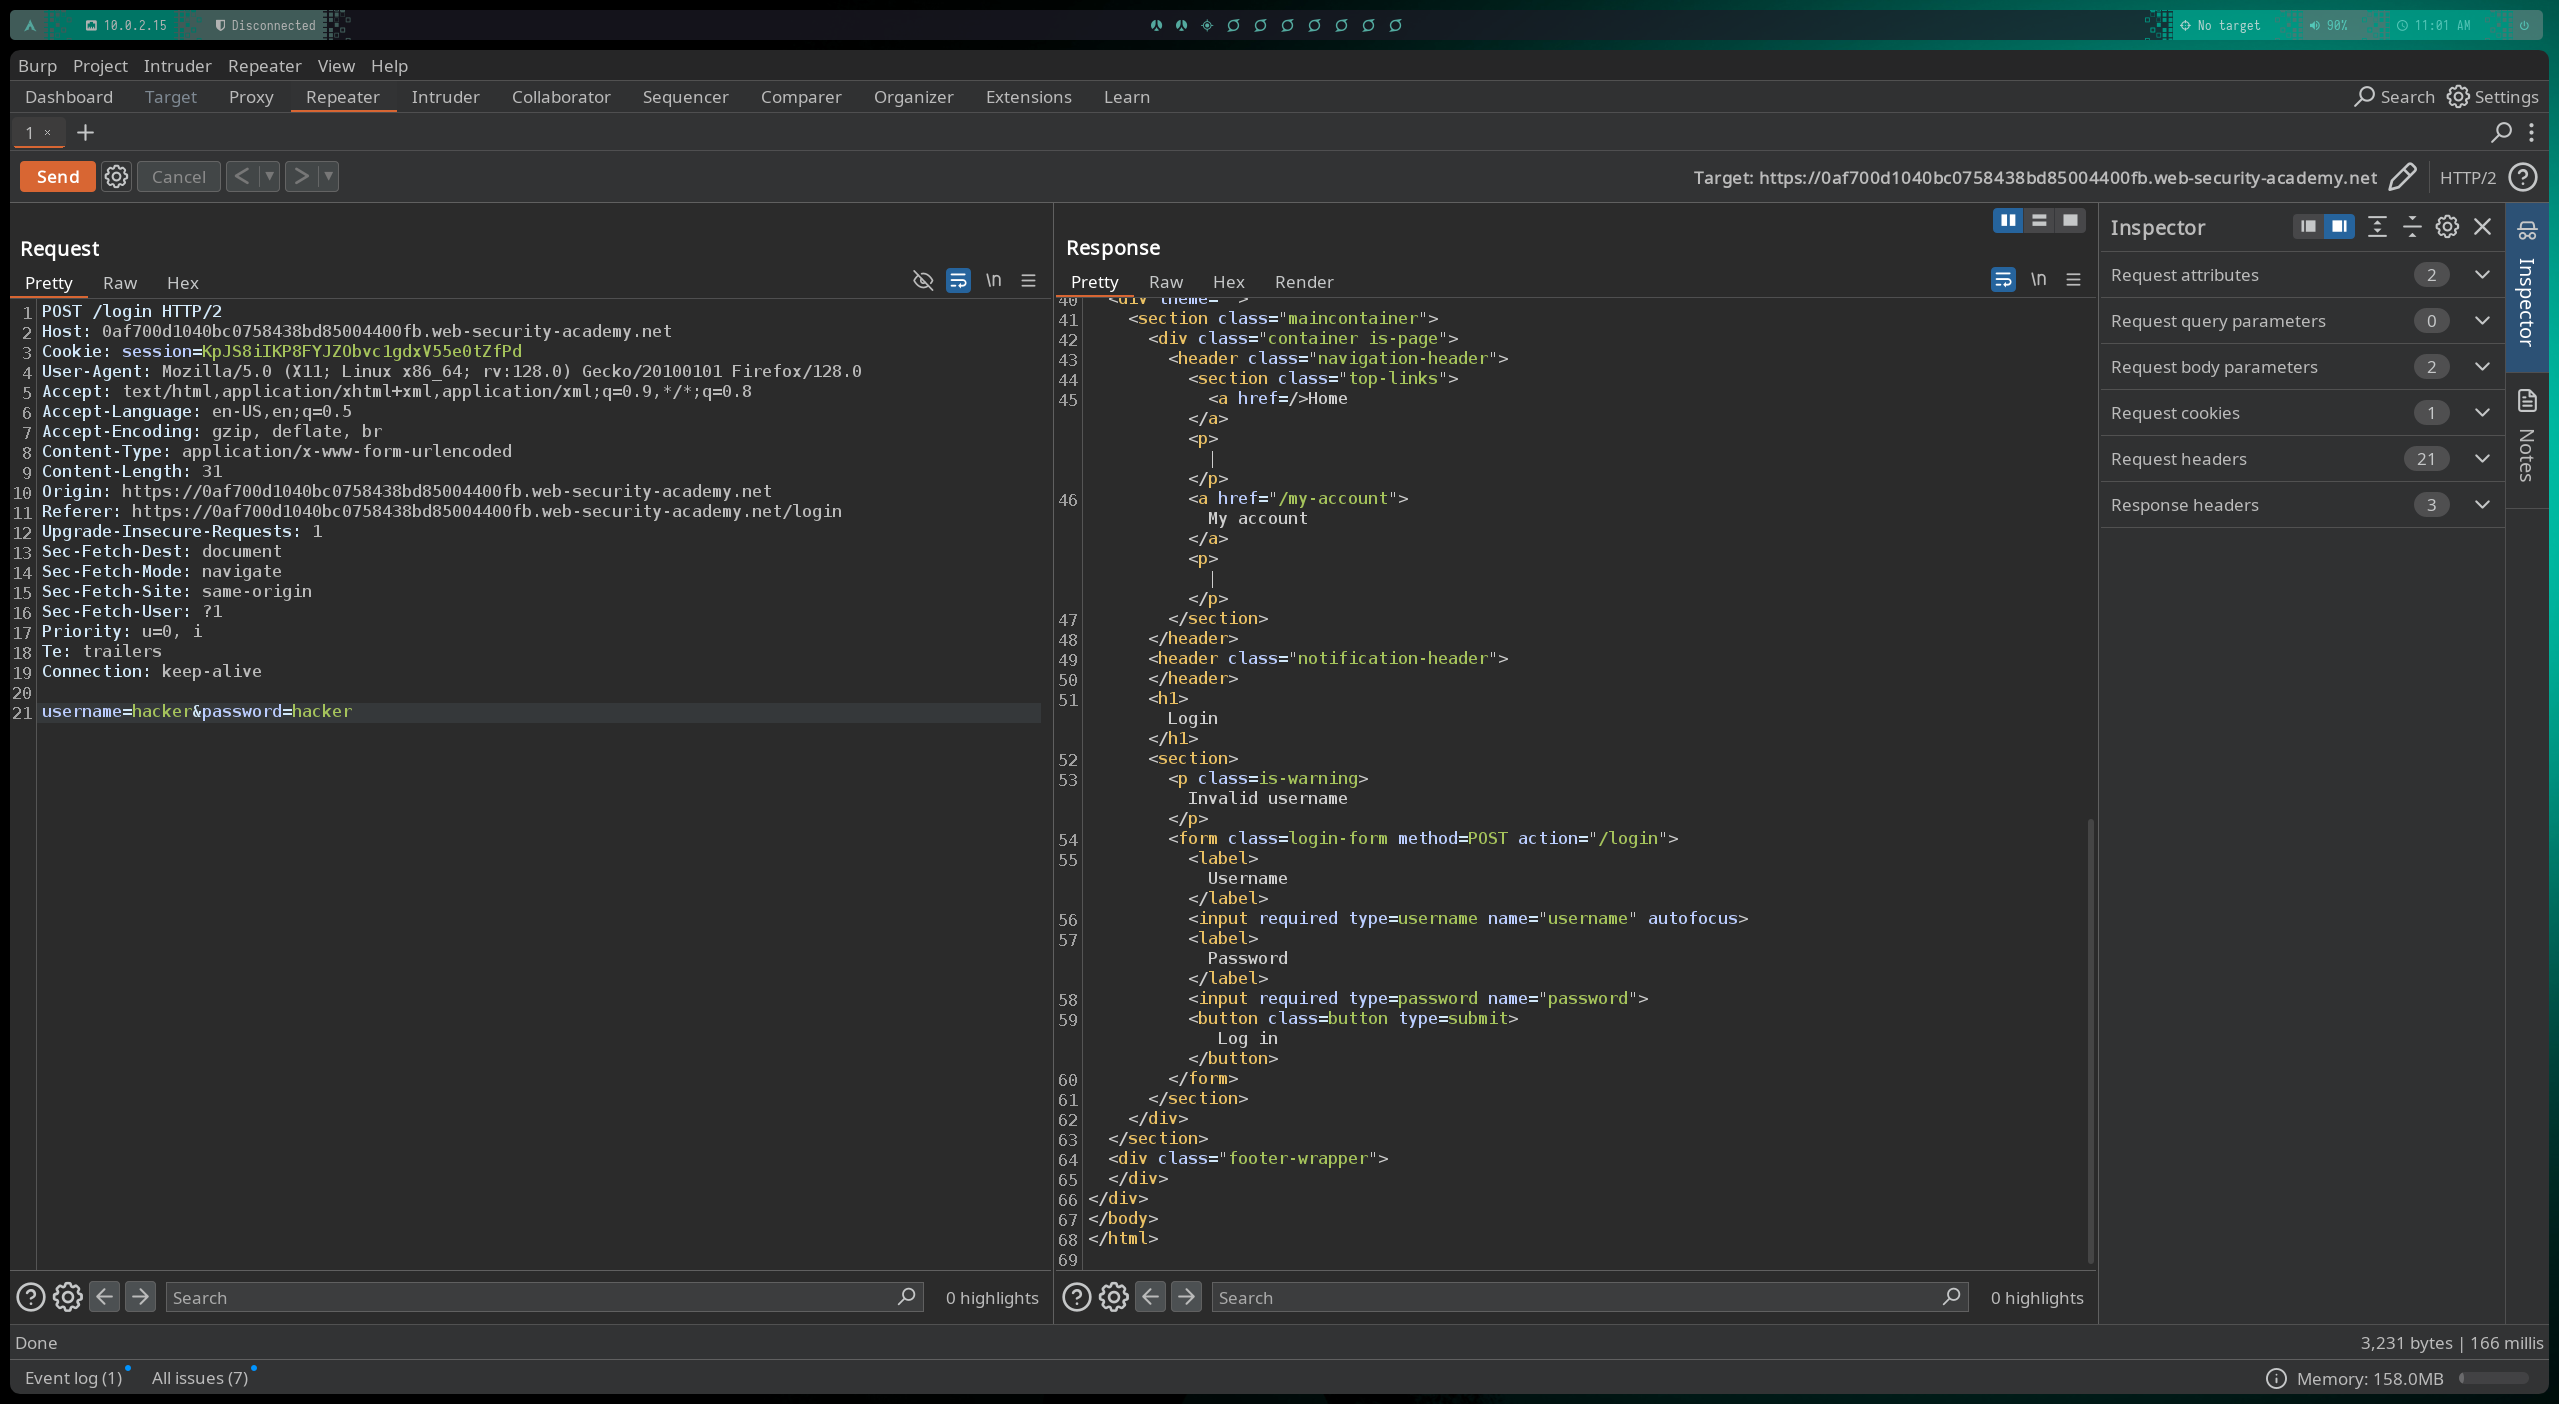 10.0.2.15 Disconnected No target 90% 11:01 AM
Burp Project Intruder Repeater View Help
Dashboard Target Proxy Repeater Intruder Collaborator Sequencer Comparer Organizer Extensions Learn Search Settings
1 × +
Send Cancel < > Target: https://0af700d1040bc0758438bd85004400fb.web-security-academy.net HTTP/2
Request
Pretty Raw Hex \n
1 POST /login HTTP/2
2 Host: 0af700d1040bc0758438bd85004400fb.web-security-academy.net
3 Cookie: session=KpJS8iIKP8FYJZObvc1gdxV55e0tZfPd
4 User-Agent: Mozilla/5.0 (X11; Linux x86_64; rv:128.0) Gecko/20100101 Firefox/128.0
5 Accept: text/html,application/xhtml+xml,application/xml;q=0.9,*/*;q=0.8
6 Accept-Language: en-US,en;q=0.5
7 Accept-Encoding: gzip, deflate, br
8 Content-Type: application/x-www-form-urlencoded
9 Content-Length: 31
10 Origin: https://0af700d1040bc0758438bd85004400fb.web-security-academy.net
11 Referer: https://0af700d1040bc0758438bd85004400fb.web-security-academy.net/login
12 Upgrade-Insecure-Requests: 1
13 Sec-Fetch-Dest: document
14 Sec-Fetch-Mode: navigate
15 Sec-Fetch-Site: same-origin
16 Sec-Fetch-User: ?1
17 Priority: u=0, i
18 Te: trailers
19 Connection: keep-alive
20
21 username=hacker&password=hacker
Search 0 highlights
Response
Pretty Raw Hex Render \n
40 <div theme="">
41 <section class="maincontainer">
42 <div class="container is-page">
43 <header class="navigation-header">
44 <section class="top-links">
45 <a href=/>Home
</a>
<p>
|
</p>
46 <a href="/my-account">
My account
</a>
<p>
|
</p>
47 </section>
48 </header>
49 <header class="notification-header">
50 </header>
51 <h1>
Login
</h1>
52 <section>
53 <p class=is-warning>
Invalid username
</p>
54 <form class=login-form method=POST action="/login">
55 <label>
Username
</label>
56 <input required type=username name="username" autofocus>
57 <label>
Password
</label>
58 <input required type=password name="password">
59 <button class=button type=submit>
Log in
</button>
60 </form>
61 </section>
62 </div>
63 </section>
64 <div class="footer-wrapper">
65 </div>
66 </div>
67 </body>
68 </html>
69
Search 0 highlights
Inspector
Request attributes 2
Request query parameters 0
Request body parameters 2
Request cookies 1
Request headers 21
Response headers 3
Inspector
Notes
Done 3,231 bytes | 166 millis
Event log (1) All issues (7) Memory: 158.0MB